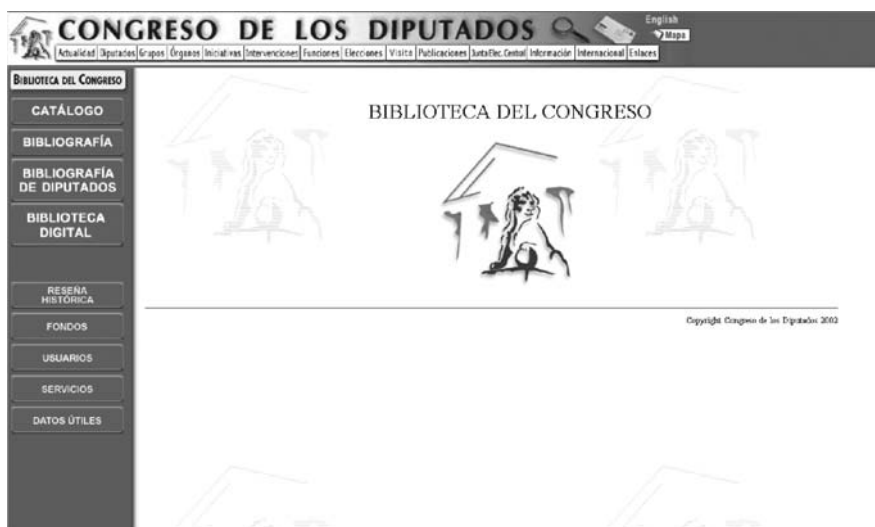 CONGRESO DE LOS DIPUTADOS
English
Mapa
Actualidad Diputados Grupos Órganos Iniciativas Intervenciones Funciones Elecciones Visita Publicaciones Junta Elec. Central Información Internacional Enlaces
BIBLIOTECA DEL CONGRESO
CATÁLOGO
BIBLIOGRAFÍA
BIBLIOGRAFÍA
DE DIPUTADOS
BIBLIOTECA
DIGITAL
RESEÑA
HISTÓRICA
FONDOS
USUARIOS
SERVICIOS
DATOS ÚTILES
BIBLIOTECA DEL CONGRESO
Copyright Congreso de los Diputados 2002